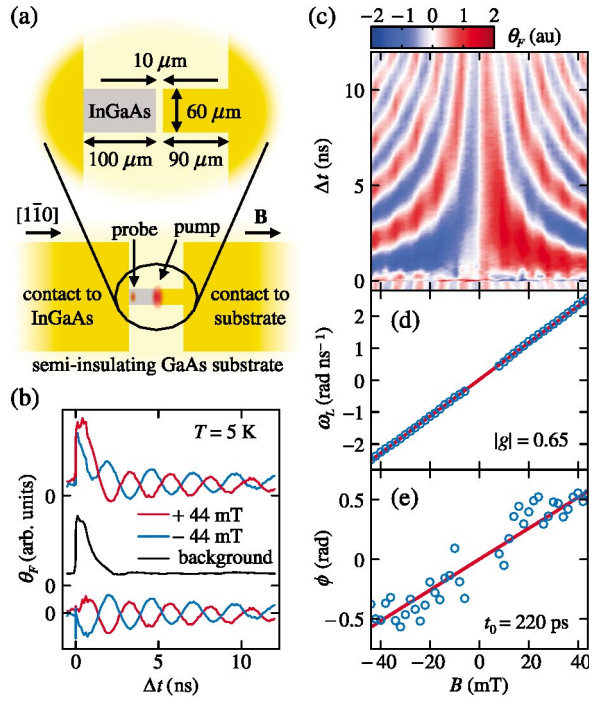 (a)
10 μm
InGaAs
60 μm
100 μm
90 μm
[11̄0]
probe
pump
B
contact to
InGaAs
contact to
substrate
semi-insulating GaAs substrate
(b)
T = 5 K
θF (arb. units)
0
0
0
+ 44 mT
− 44 mT
background
0
5
10
Δt (ns)
(c)
−2 −1 0 1 2
θF (au)
Δt (ns)
10
5
0
(d)
ωL (rad ns⁻¹)
2
1
0
−1
−2
|g| = 0.65
(e)
ϕ (rad)
0.5
0
−0.5
t0 = 220 ps
−40 −20 0 20 40
B (mT)